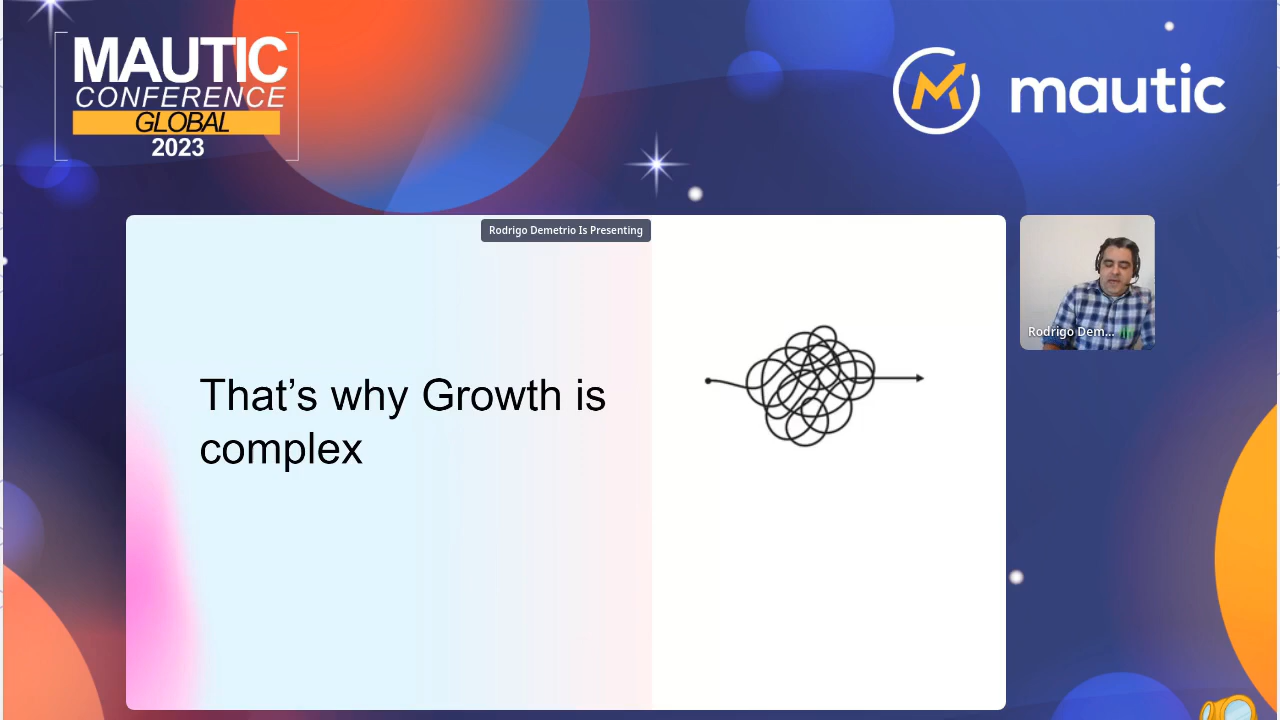 MAUTIC
CONFERENCE
GLOBAL
2023
mautic
Rodrigo Demetrio Is Presenting
That’s why Growth is
complex
Rodrigo Dem...